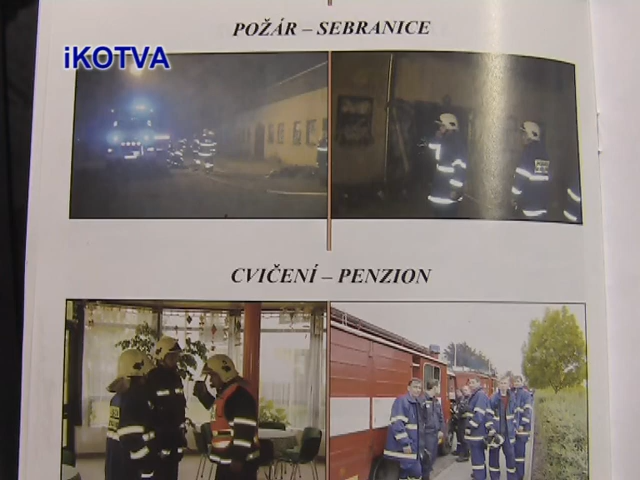 POŽÁR – SEBRANICE
iKOTVA
CVIČENÍ – PENZION